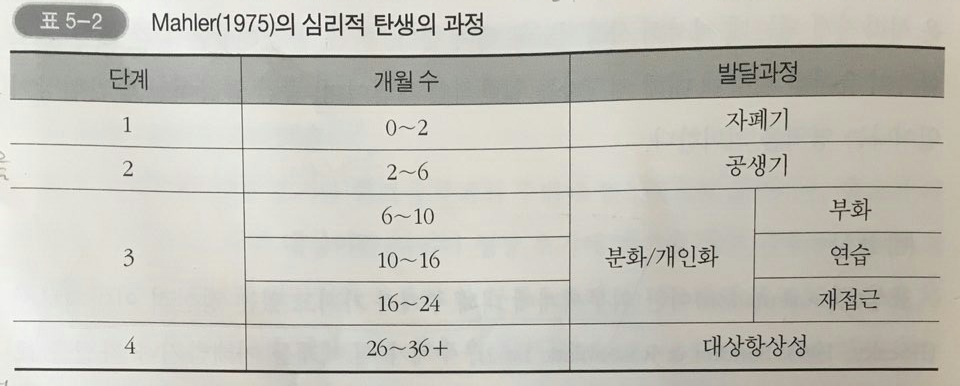 표 5-2 Mahler(1975)의 심리적 탄생의 과정
단계 개월 수 발달과정
1 0~2 자폐기
2 2~6 공생기
3 분화/개인화
6~10 부화
10~16 연습
16~24 재접근
4 26~36+ 대상항상성